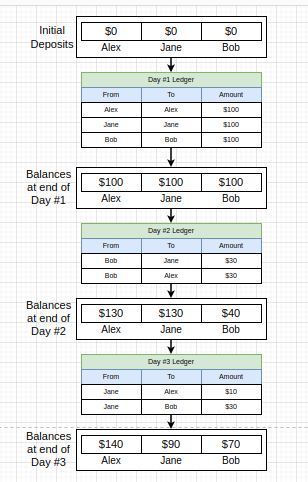 Initial
Deposits
$0 $0 $0
Alex Jane Bob
Day #1 Ledger
From To Amount
Alex Alex $100
Jane Jane $100
Bob Bob $100
Balances
at end of
Day #1
$100 $100 $100
Alex Jane Bob
Day #2 Ledger
From To Amount
Bob Jane $30
Bob Alex $30
Balances
at end of
Day #2
$130 $130 $40
Alex Jane Bob
Day #3 Ledger
From To Amount
Jane Alex $10
Jane Bob $30
Balances
at end of
Day #3
$140 $90 $70
Alex Jane Bob